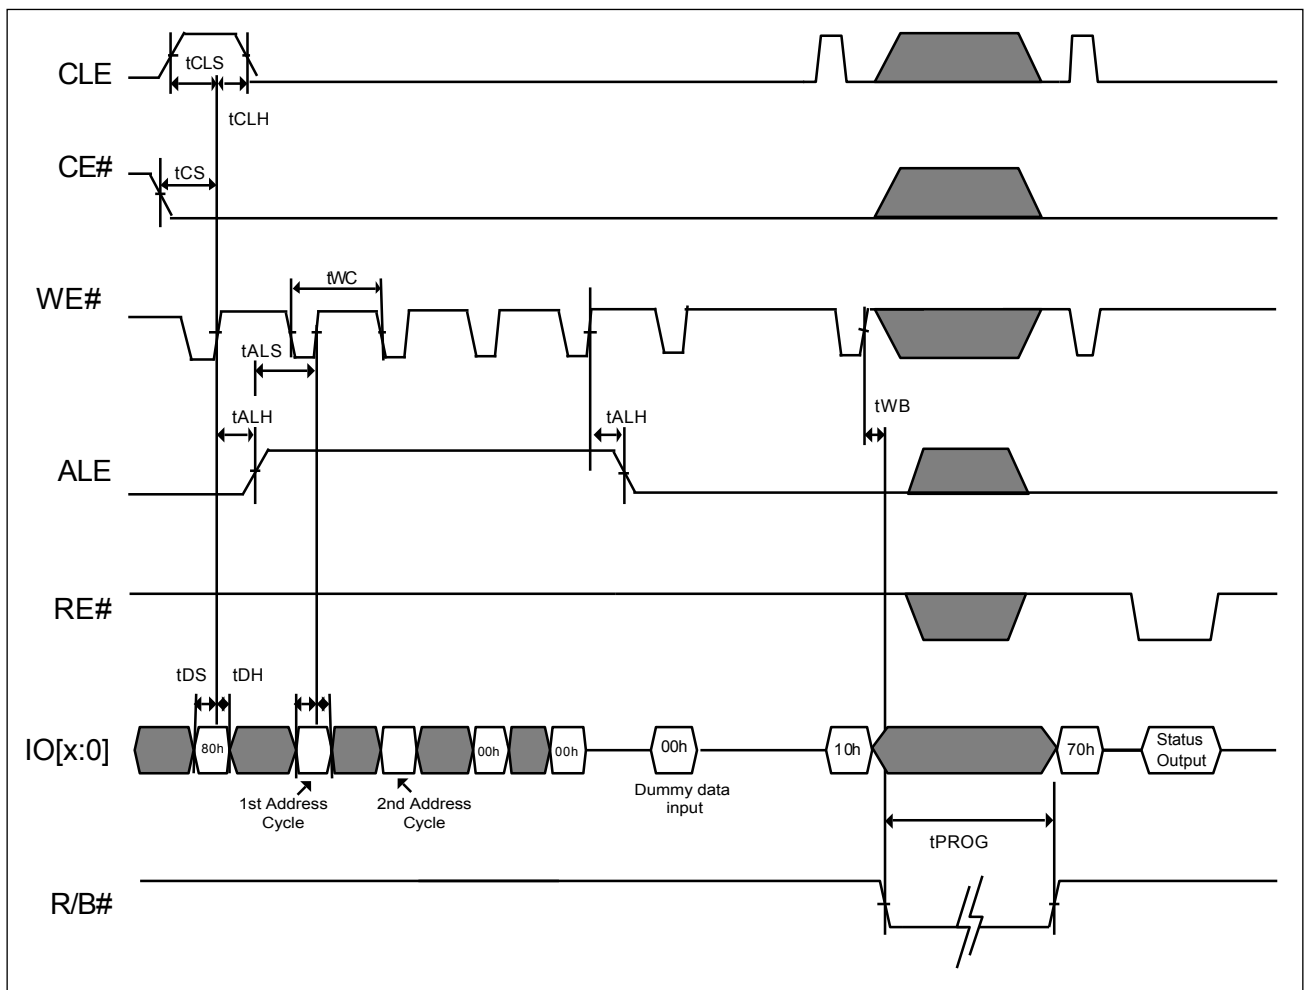 CLE
tCLS
tCLH
CE#
tCS
WE#
tWC
tALS
tWB
tALH
tALH
ALE
RE#
tDS
tDH
IO[x:0]
80h
00h
00h
00h
10h
70h
Status
Output
1st Address
Cycle
2nd Address
Cycle
Dummy data
input
tPROG
R/B#